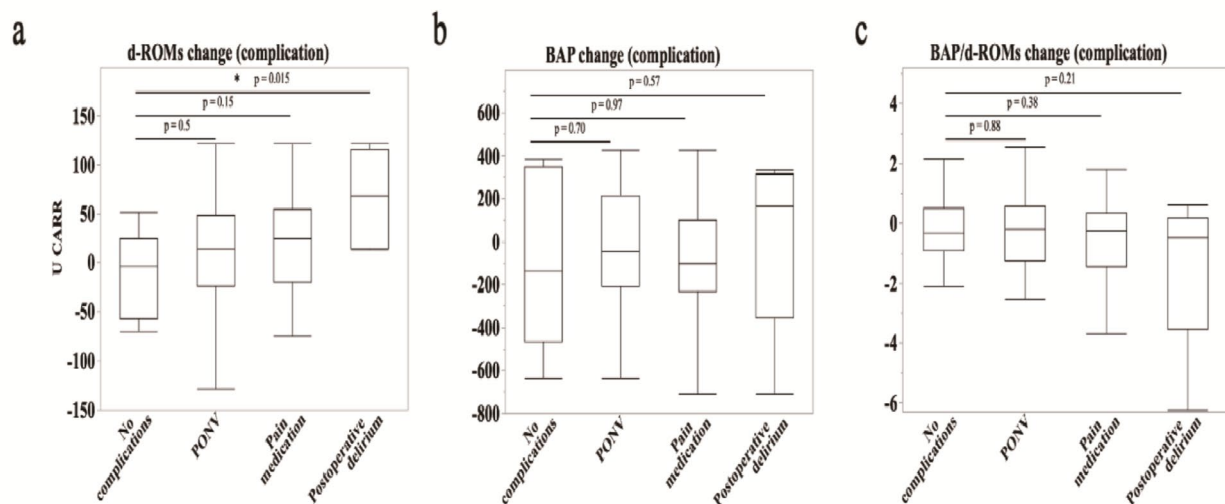 a
d-ROMs change (complication)
* p = 0.015
p = 0.15
p = 0.5
150
100
50
0
-50
-100
-150
U CARR
No complications
PONV
Pain medication
Postoperative delirium
b
BAP change (complication)
p = 0.57
p = 0.97
p = 0.70
600
400
200
0
-200
-400
-600
-800
No complications
PONV
Pain medication
Postoperative delirium
c
BAP/d-ROMs change (complication)
p = 0.21
p = 0.38
p = 0.88
4
2
0
-2
-4
-6
No complications
PONV
Pain medication
Postoperative delirium